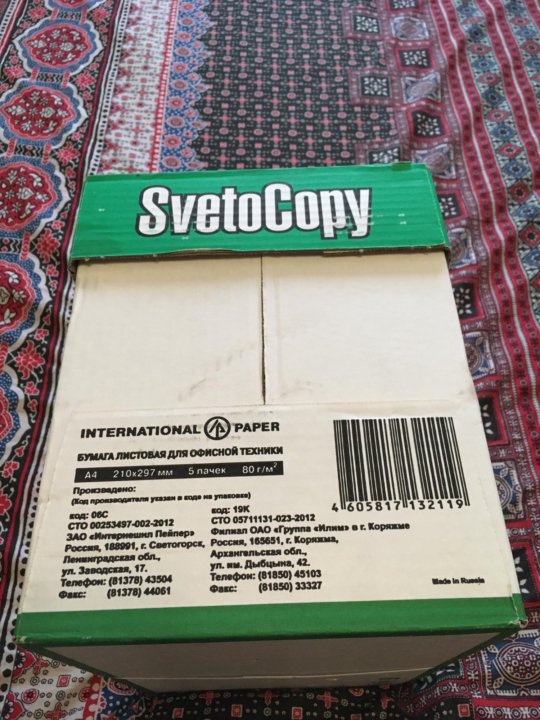 SvetoCopy
INTERNATIONAL PAPER
БУМАГА ЛИСТОВАЯ ДЛЯ ОФИСНОЙ ТЕХНИКИ
A4 210x297 мм 5 пачек 80 г/м²
Произведено:
(Код производителя указан в коде на упаковке)
код: 06С
СТО 00253497-002-2012
ЗАО «Интернешнл Пейпер»
Россия, 188991, г. Светогорск,
Ленинградская обл.,
ул. Заводская, 17.
Телефон: (81378) 43504
Факс: (81378) 44061
код: 19К
СТО 05711131-023-2012
Филиал ОАО «Группа «Илим» в г. Коряжме
Россия, 165651, г. Коряжма,
Архангельская обл.,
ул. им. Дыбцына, 42.
Телефон: (81850) 45103
Факс: (81850) 33327
4 605817 132119
Made in Russia